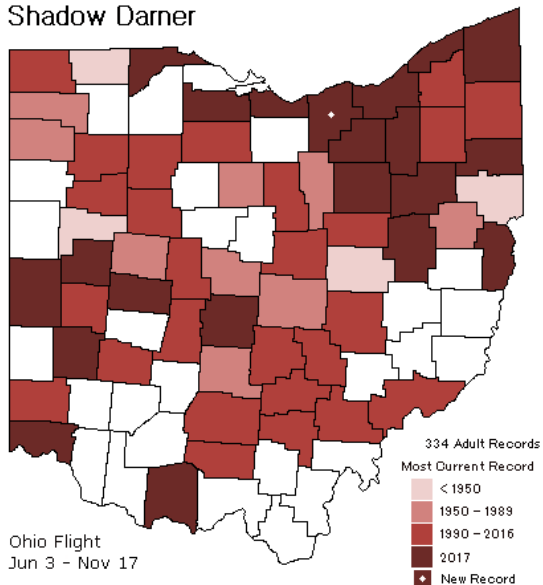 Shadow Darner
334 Adult Records
Most Current Record
< 1950
1950 - 1989
1990 - 2016
2017
New Record
Ohio Flight
Jun 3 - Nov 17